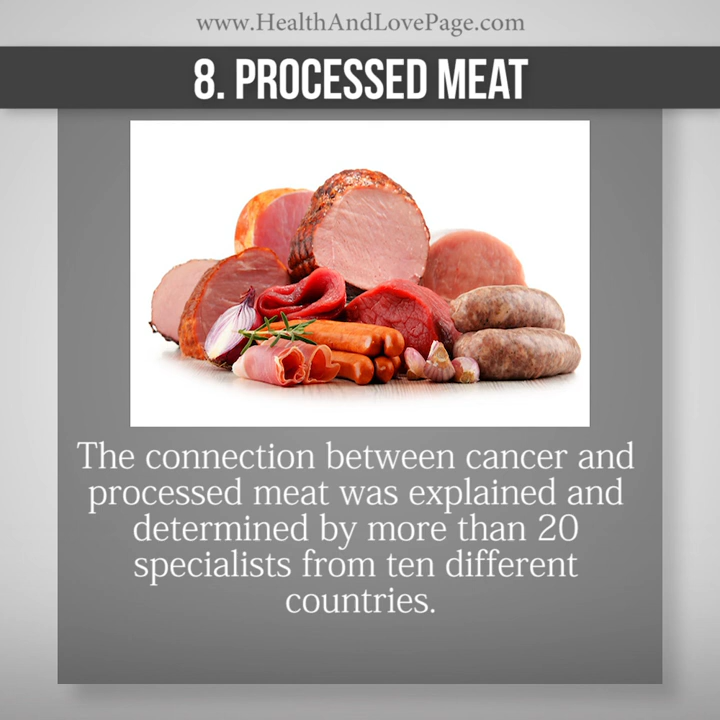 www.HealthAndLovePage.com
8. PROCESSED MEAT
The connection between cancer and
processed meat was explained and
determined by more than 20
specialists from ten different
countries.